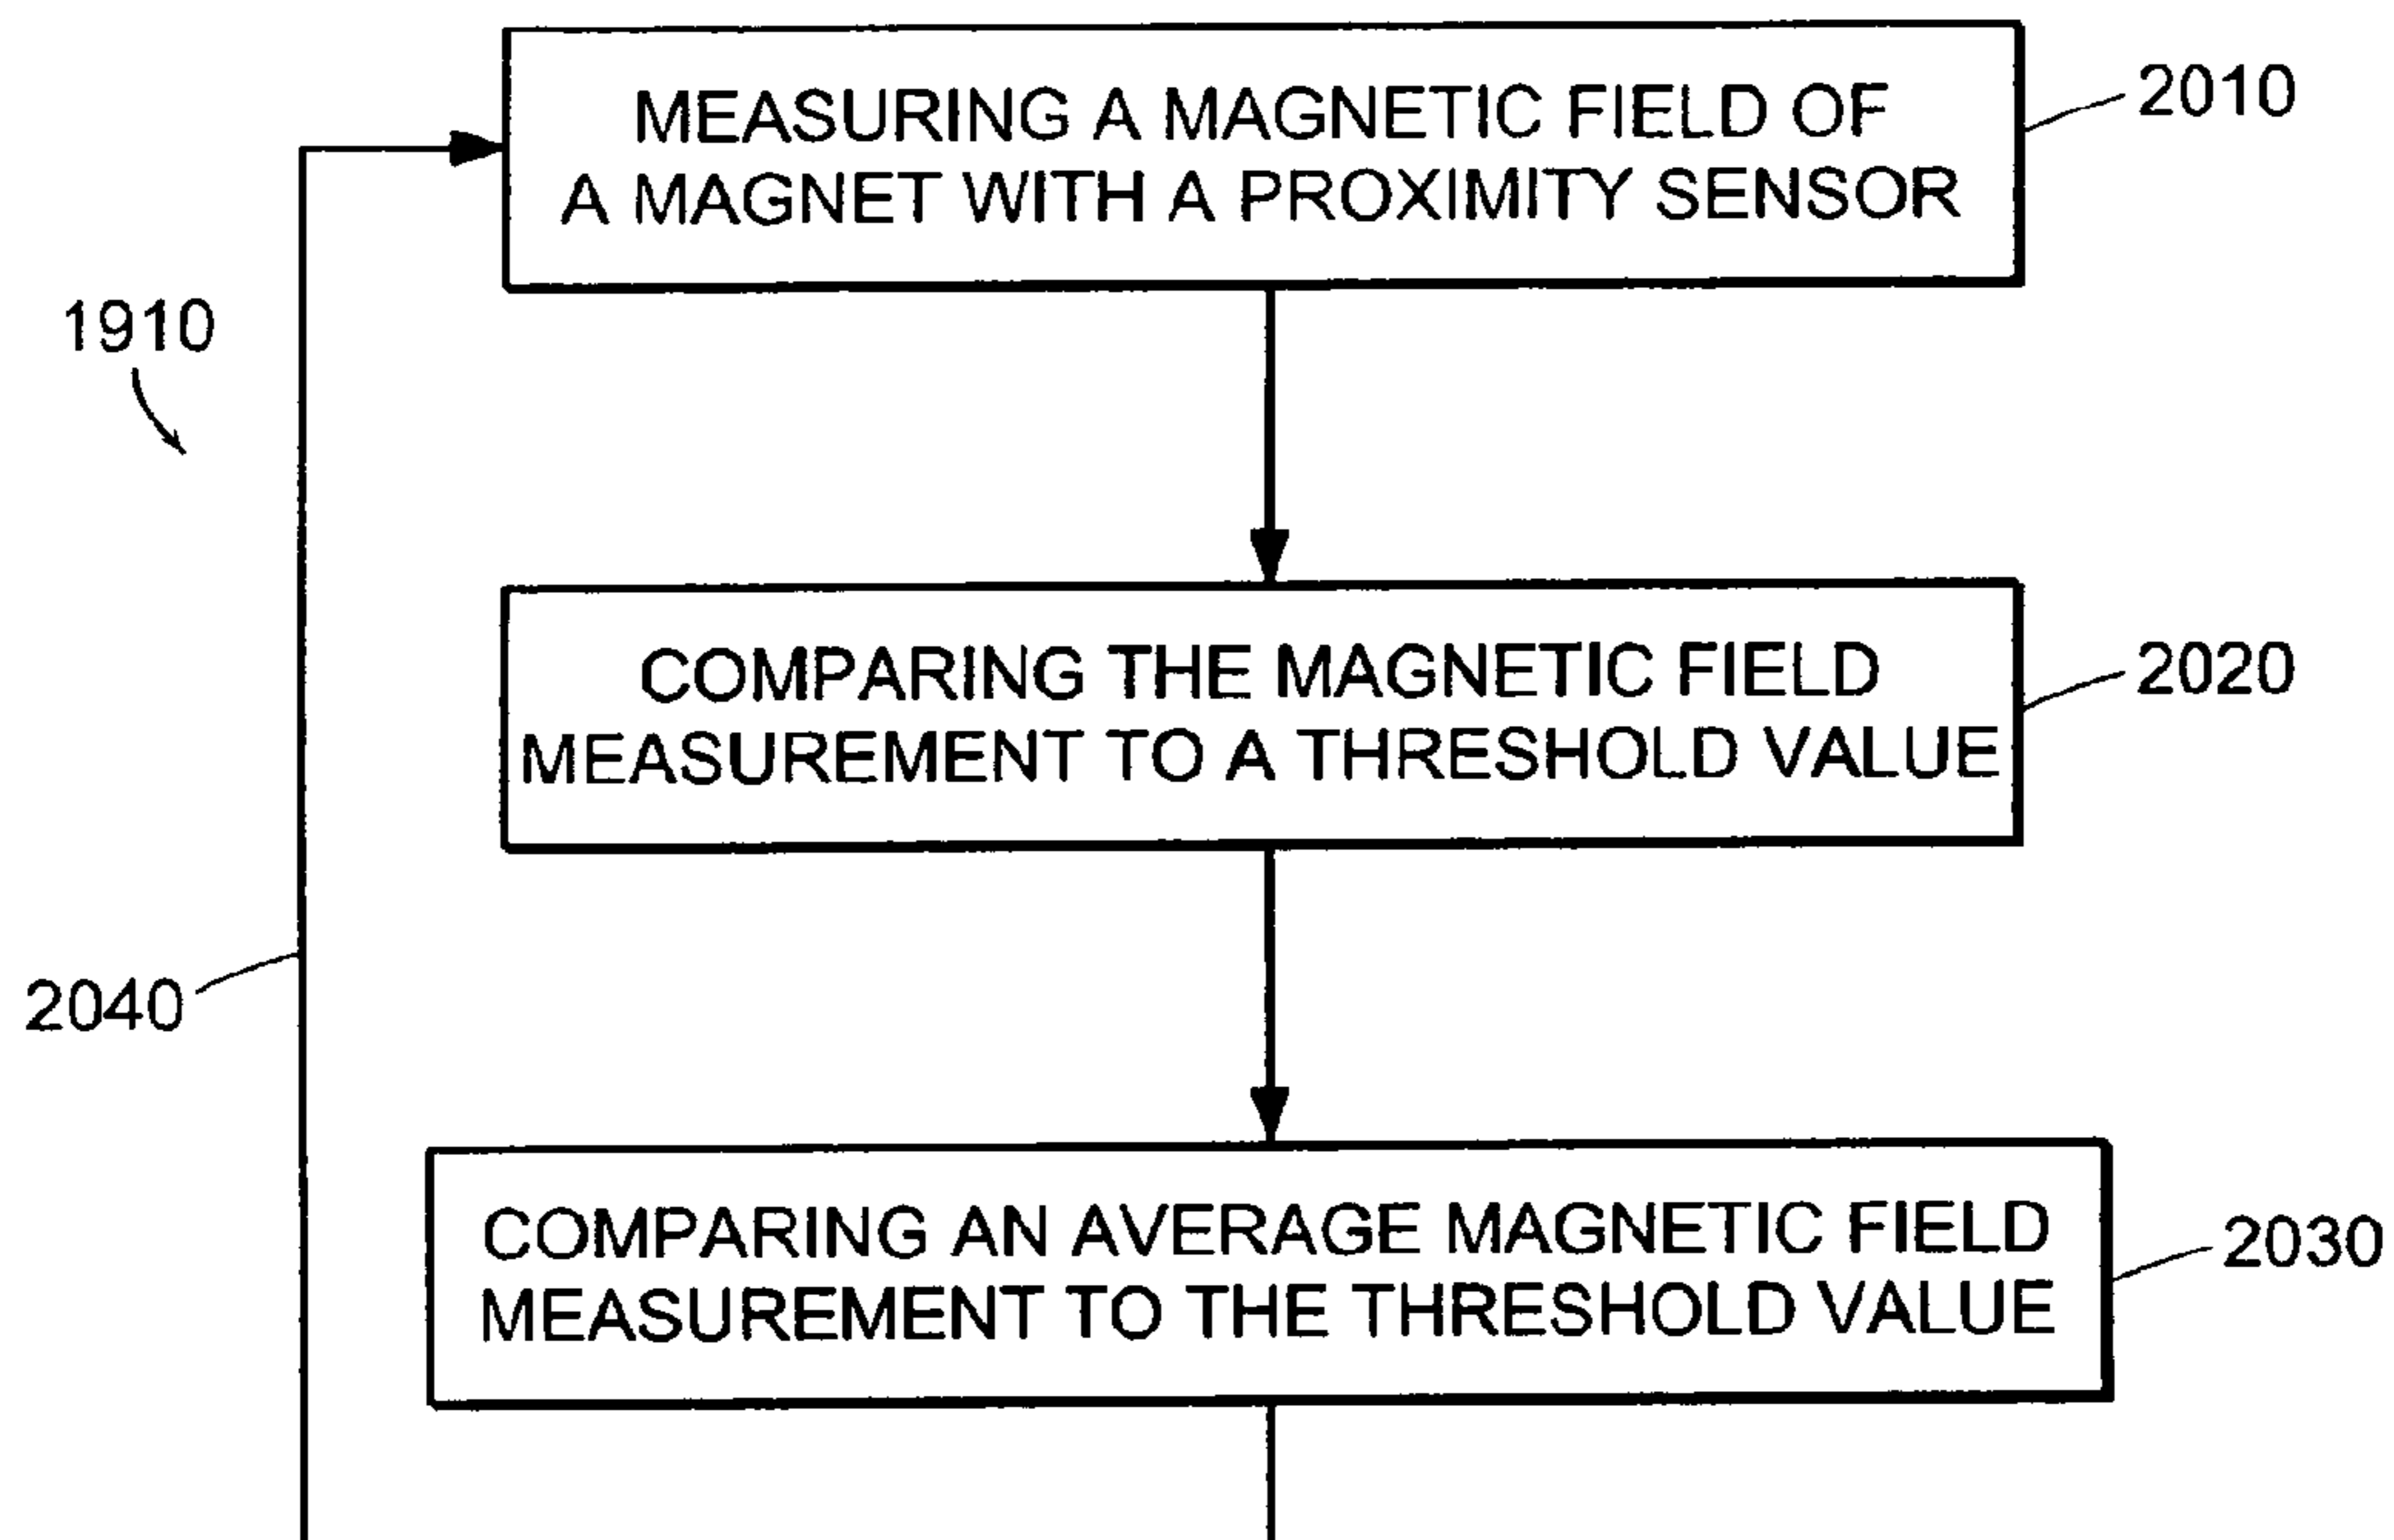 MEASURING A MAGNETIC FIELD OF
A MAGNET WITH A PROXIMITY SENSOR
2010
1910
COMPARING THE MAGNETIC FIELD
MEASUREMENT TO A THRESHOLD VALUE
2020
2040
COMPARING AN AVERAGE MAGNETIC FIELD
MEASUREMENT TO THE THRESHOLD VALUE
2030